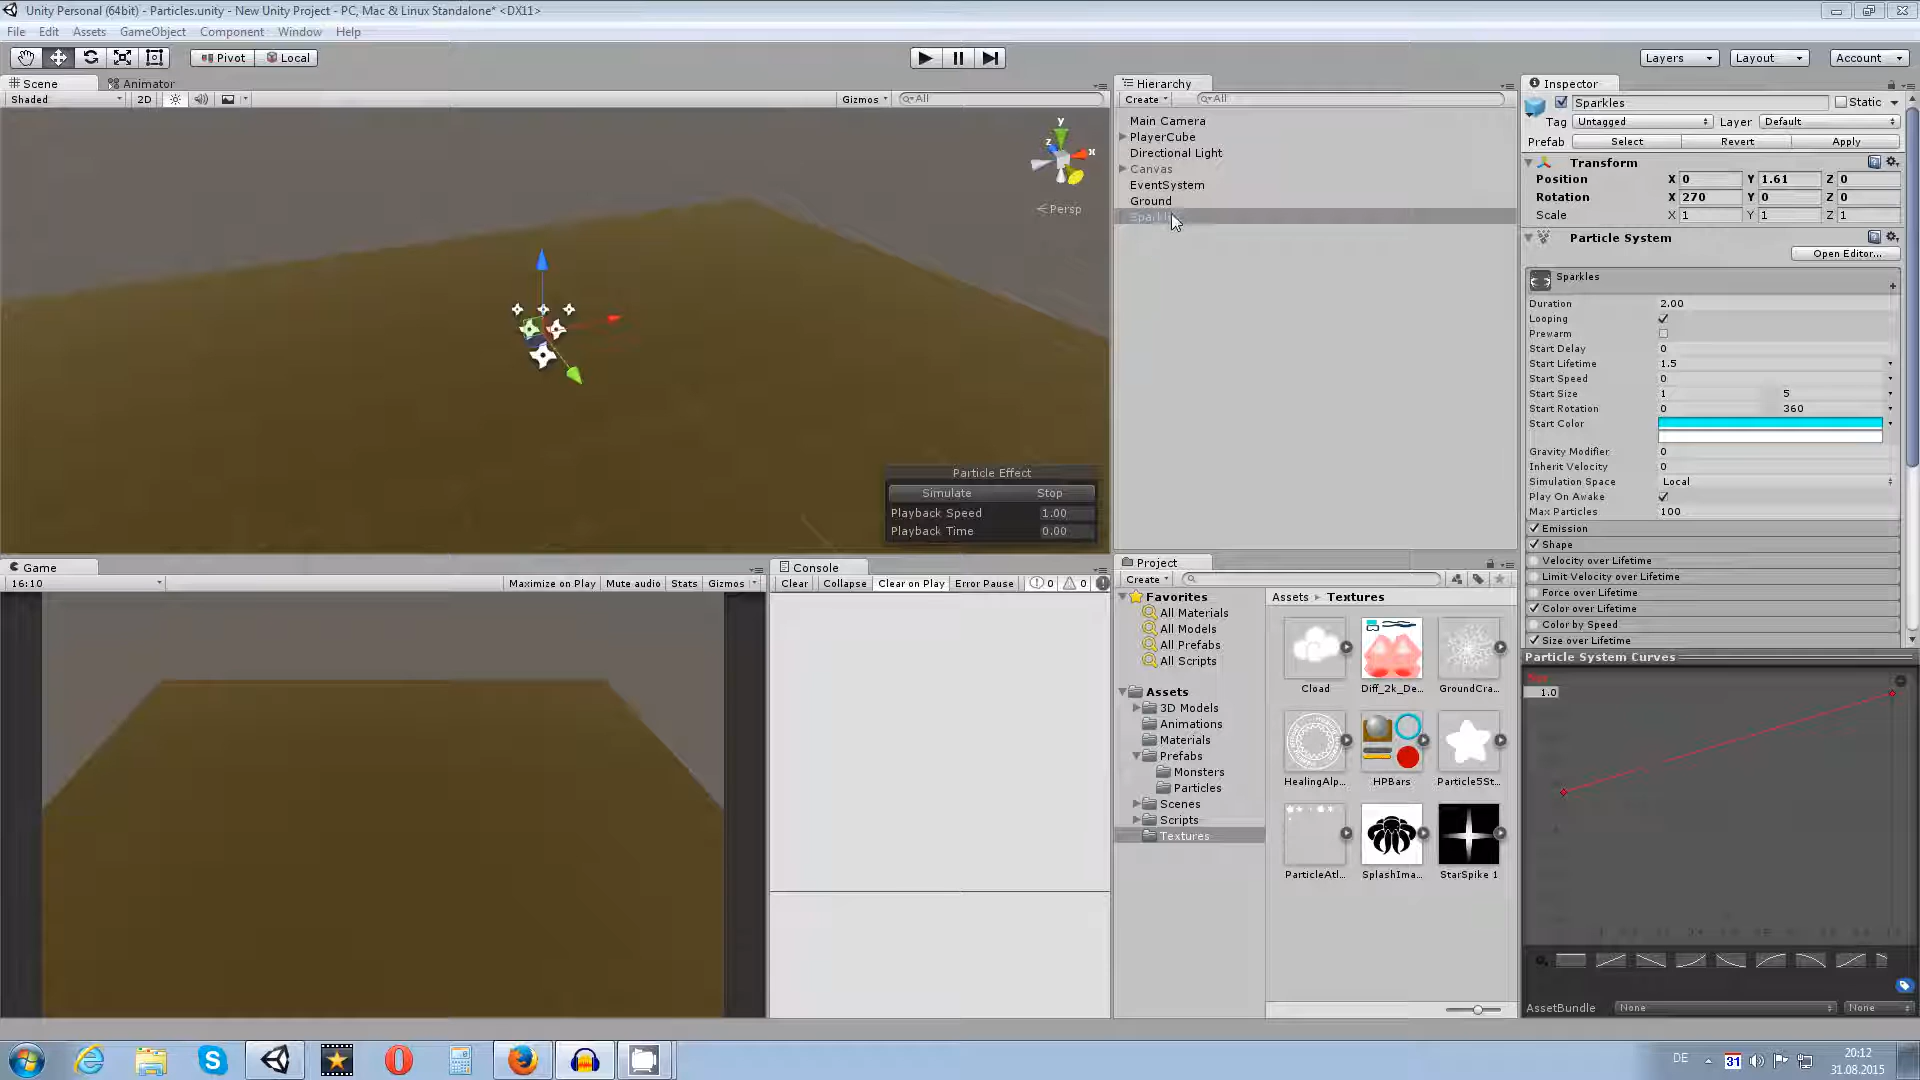 Unity Personal (64bit) - Particles.unity - New Unity Project - PC, Mac & Linux Standalone* <DX11>
File Edit Assets GameObject Component Window Help
Pivot Local
Layers Layout Account
Scene Animator
Shaded 2D Gizmos All
y
z x
Persp
Particle Effect
Simulate Stop
Playback Speed 1.00
Playback Time 0.00
Game
16:10 Maximize on Play Mute audio Stats Gizmos
Console
Clear Collapse Clear on Play Error Pause 0 0
Hierarchy
Create All
Main Camera
PlayerCube
Directional Light
Canvas
EventSystem
Ground
Project
Create
Favorites
All Materials
All Models
All Prefabs
All Scripts
Assets
3D Models
Animations
Materials
Prefabs
Monsters
Particles
Scenes
Scripts
Textures
Assets Textures
Cload Diff_2k_De... GroundCra...
HealingAlp... HPBars Particle5St...
ParticleAtl... SplashIma... StarSpike 1
Inspector
Sparkles Static
Tag Untagged Layer Default
Prefab Select Revert Apply
Transform
Position X 0 Y 1.61 Z 0
Rotation X 270 Y 0 Z 0
Scale X 1 Y 1 Z 1
Particle System
Open Editor...
Sparkles
Duration 2.00
Looping
Prewarm
Start Delay 0
Start Lifetime 1.5
Start Speed 0
Start Size 1 5
Start Rotation 0 360
Start Color
Gravity Modifier 0
Inherit Velocity 0
Simulation Space Local
Play On Awake
Max Particles 100
Emission
Shape
Velocity over Lifetime
Limit Velocity over Lifetime
Force over Lifetime
Color over Lifetime
Color by Speed
Size over Lifetime
Particle System Curves
1.0
AssetBundle None None
DE 31 20:12
31.08.2015